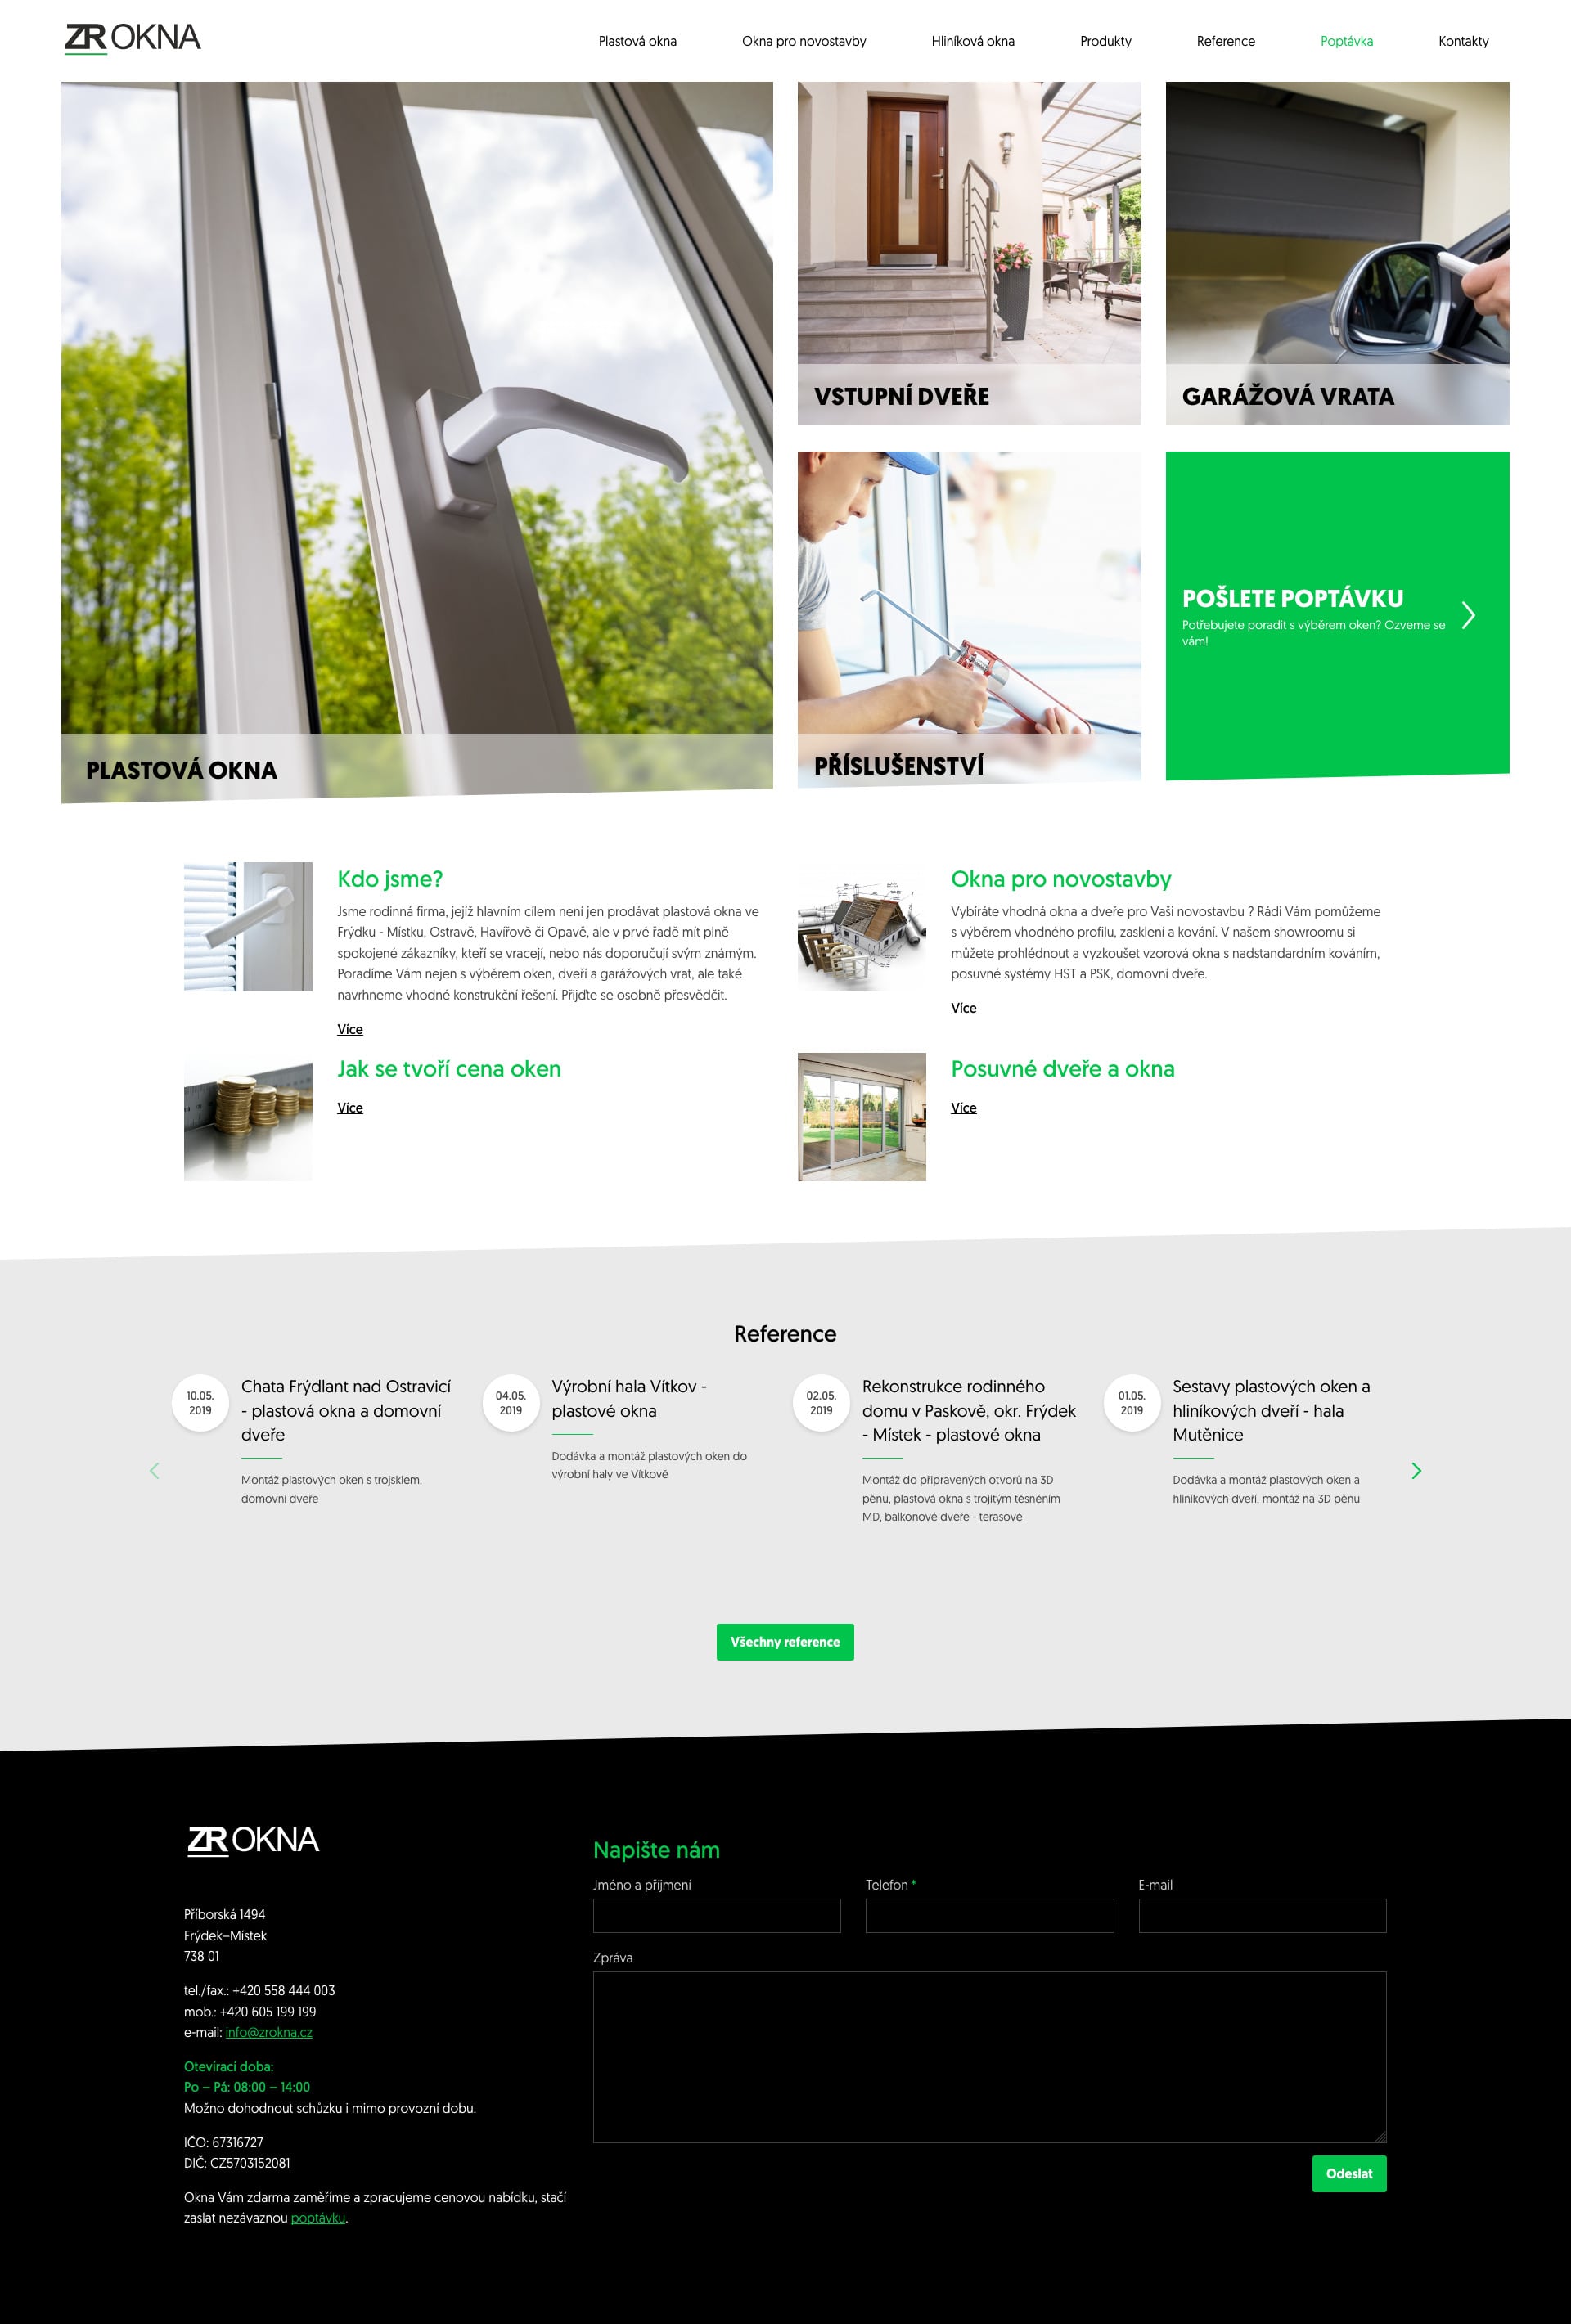 ZR OKNA
Plastová okna
Okna pro novostavby
Hliníková okna
Produkty
Reference
Poptávka
Kontakty
VSTUPNÍ DVEŘE
GARÁŽOVÁ VRATA
POŠLETE POPTÁVKU
Potřebujete poradit s výběrem oken? Ozveme se
vám!
PLASTOVÁ OKNA
PŘÍSLUŠENSTVÍ
Kdo jsme?
Jsme rodinná firma, jejíž hlavním cílem není jen prodávat plastová okna ve
Frýdku - Místku, Ostravě, Havířově či Opavě, ale v prvé řadě mít plně
spokojené zákazníky, kteří se vracejí, nebo nás doporučují svým známým.
Poradíme Vám nejen s výběrem oken, dveří a garážových vrat, ale také
navrhneme vhodné konstrukční řešení. Přijďte se osobně přesvědčit.
Více
Okna pro novostavby
Vybíráte vhodná okna a dveře pro Vaši novostavbu ? Rádi Vám pomůžeme
s výběrem vhodného profilu, zasklení a kování. V našem showroomu si
můžete prohlédnout a vyzkoušet vzorová okna s nadstandardním kováním,
posuvné systémy HST a PSK, domovní dveře.
Více
Jak se tvoří cena oken
Více
Posuvné dveře a okna
Více
Reference
10.05.
2019
Chata Frýdlant nad Ostravicí
- plastová okna a domovní
dveře
Montáž plastových oken s trojsklem,
domovní dveře
04.05.
2019
Výrobní hala Vítkov -
plastové okna
Dodávka a montáž plastových oken do
výrobní haly ve Vítkově
02.05.
2019
Rekonstrukce rodinného
domu v Paskově, okr. Frýdek
- Místek - plastové okna
Montáž do připravených otvorů na 3D
pěnu, plastová okna s trojitým těsněním
MD, balkonové dveře - terasové
01.05.
2019
Sestavy plastových oken a
hliníkových dveří - hala
Mutěnice
Dodávka a montáž plastových oken a
hliníkových dveří, montáž na 3D pěnu
Všechny reference
ZR OKNA
Příborská 1494
Frýdek–Místek
738 01
tel./fax.: +420 558 444 003
mob.: +420 605 199 199
e-mail: info@zrokna.cz
Otevírací doba:
Po – Pá: 08:00 – 14:00
Možno dohodnout schůzku i mimo provozní dobu.
IČO: 67316727
DIČ: CZ5703152081
Okna Vám zdarma zaměříme a zpracujeme cenovou nabídku, stačí
zaslat nezávaznou poptávku.
Napište nám
Jméno a příjmení
Telefon *
E-mail
Zpráva
Odeslat